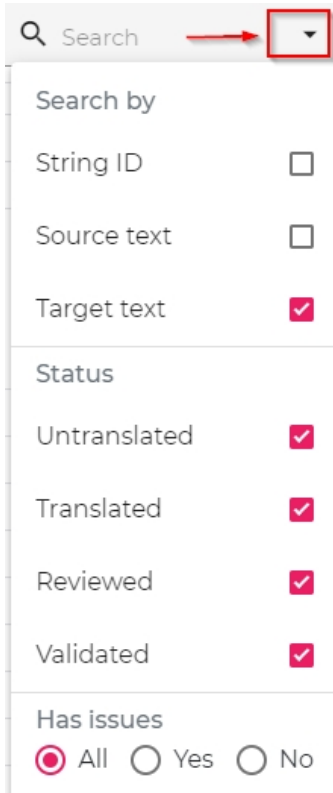 Search
Search by
String ID
Source text
Target text
Status
Untranslated
Translated
Reviewed
Validated
Has issues
All Yes No